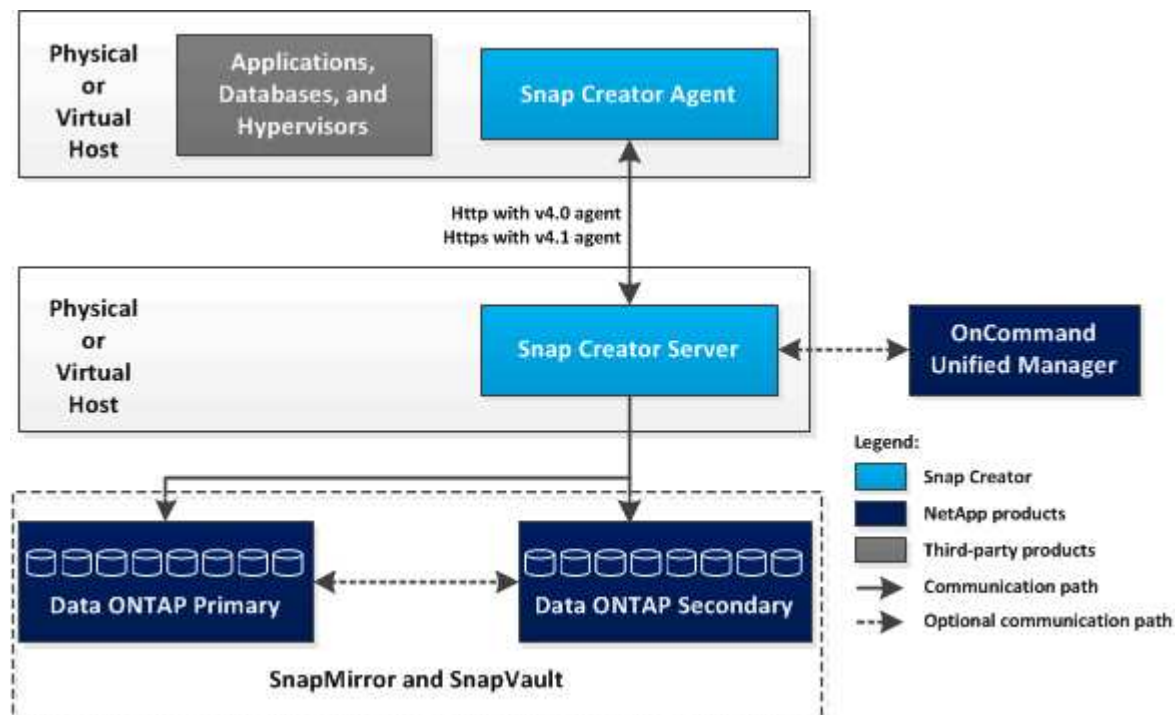 Physical
or
Virtual
Host
Applications,
Databases, and
Hypervisors
Snap Creator Agent
Http with v4.0 agent
Https with v4.1 agent
Physical
or
Virtual
Host
Snap Creator Server
OnCommand
Unified Manager
Legend:
Snap Creator
NetApp products
Third-party products
Communication path
Optional communication path
Data ONTAP Primary
Data ONTAP Secondary
SnapMirror and SnapVault